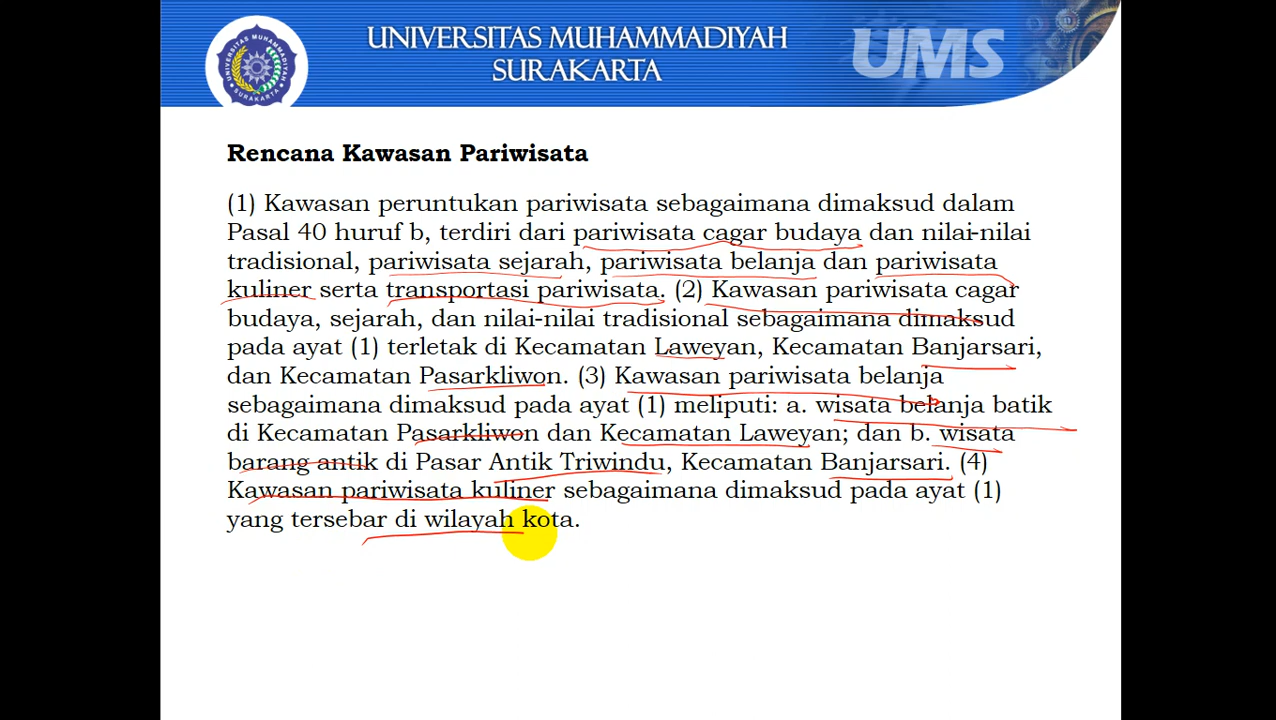 UNIVERSITAS MUHAMMADIYAH
SURAKARTA
UMS
UNIVERSITAS MUHAMMADIYAH
SURAKARTA
Rencana Kawasan Pariwisata
(1) Kawasan peruntukan pariwisata sebagaimana dimaksud dalam
Pasal 40 huruf b, terdiri dari pariwisata cagar budaya dan nilai-nilai
tradisional, pariwisata sejarah, pariwisata belanja dan pariwisata
kuliner serta transportasi pariwisata. (2) Kawasan pariwisata cagar
budaya, sejarah, dan nilai-nilai tradisional sebagaimana dimaksud
pada ayat (1) terletak di Kecamatan Laweyan, Kecamatan Banjarsari,
dan Kecamatan Pasarkliwon. (3) Kawasan pariwisata belanja
sebagaimana dimaksud pada ayat (1) meliputi: a. wisata belanja batik
di Kecamatan Pasarkliwon dan Kecamatan Laweyan; dan b. wisata
barang antik di Pasar Antik Triwindu, Kecamatan Banjarsari. (4)
Kawasan pariwisata kuliner sebagaimana dimaksud pada ayat (1)
yang tersebar di wilayah kota.